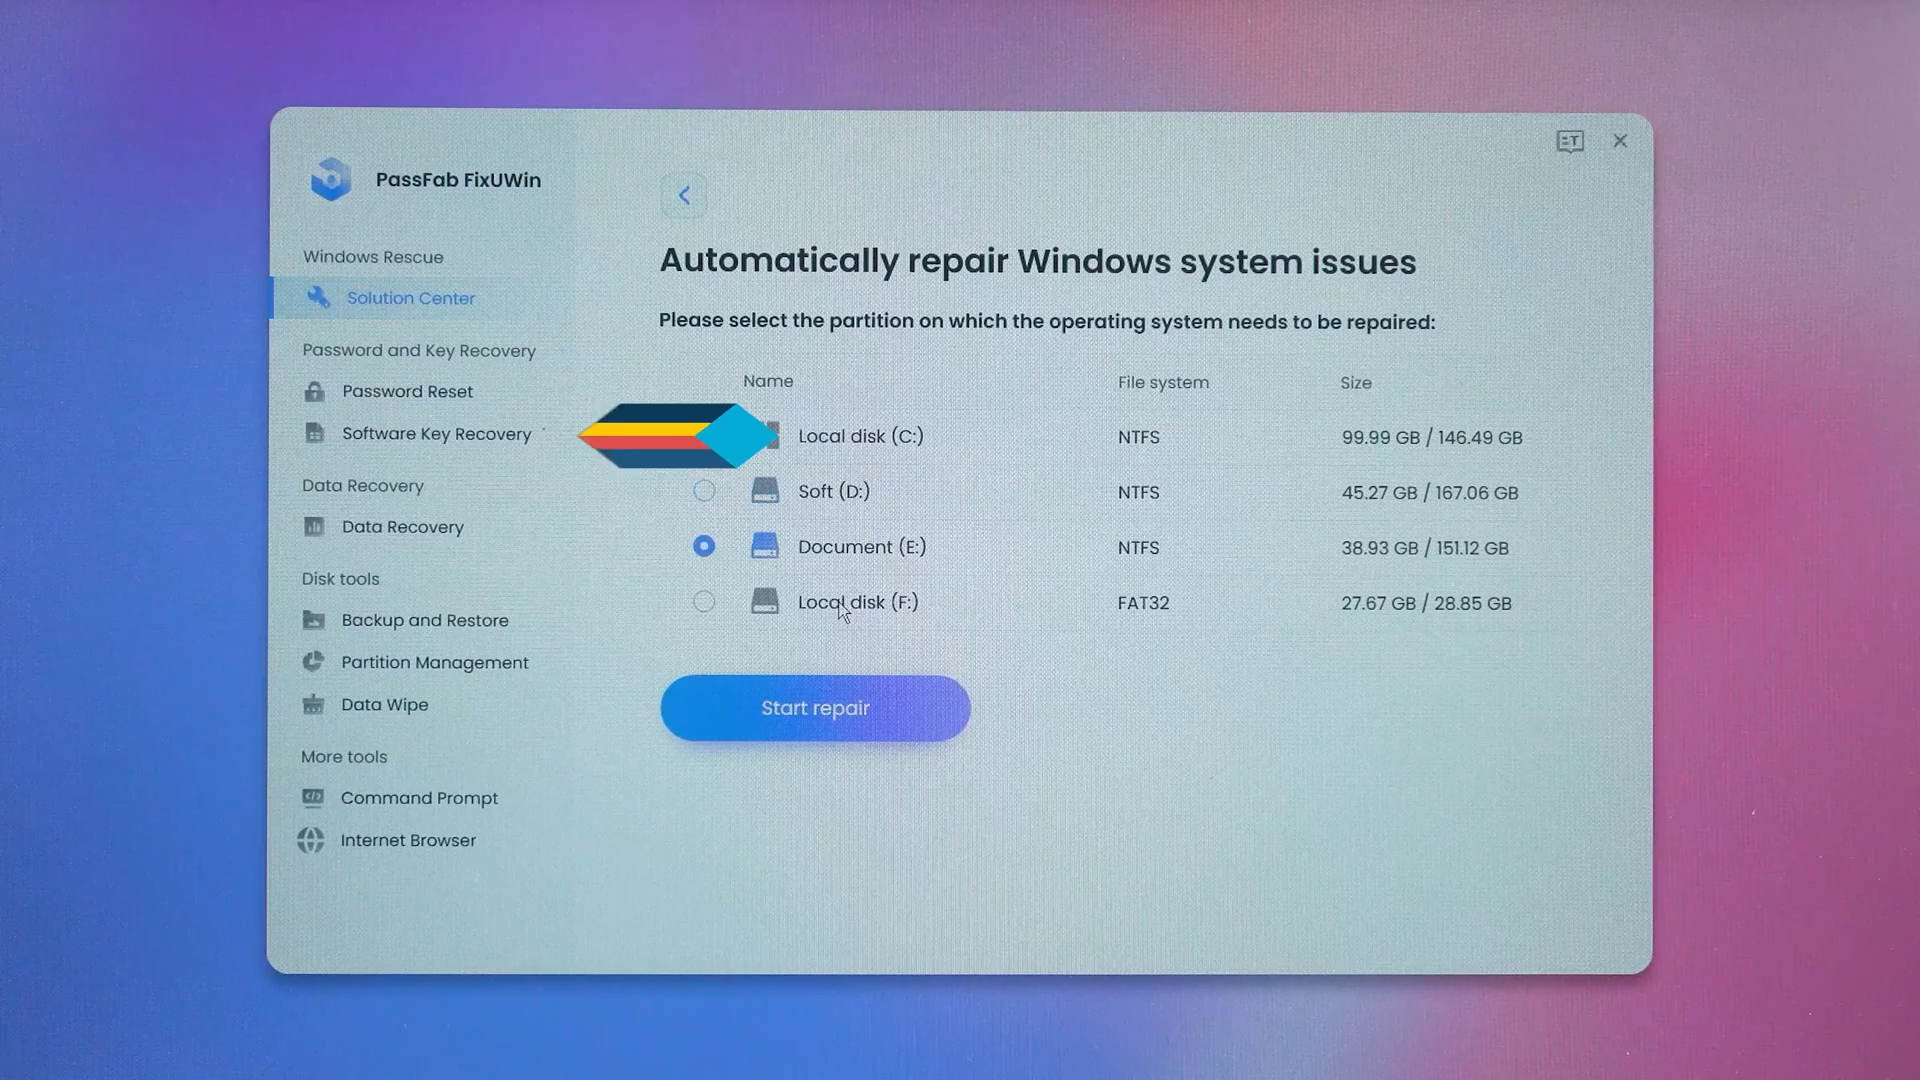 PassFab FixUWin
Windows Rescue
Solution Center
Password and Key Recovery
Password Reset
Software Key Recovery
Data Recovery
Data Recovery
Disk tools
Backup and Restore
Partition Management
Data Wipe
More tools
Command Prompt
Internet Browser
Automatically repair Windows system issues
Please select the partition on which the operating system needs to be repaired:
Name File system Size
Local disk (C:) NTFS 99.99 GB / 146.49 GB
Soft (D:) NTFS 45.27 GB / 167.06 GB
Document (E:) NTFS 38.93 GB / 151.12 GB
Local disk (F:) FAT32 27.67 GB / 28.85 GB
Start repair